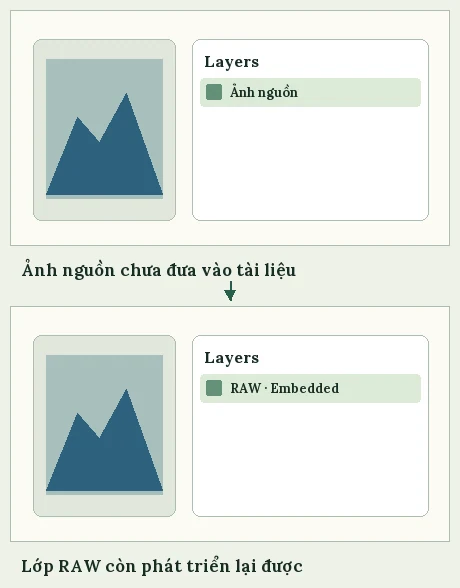 Layers
Ảnh nguồn
Ảnh nguồn chưa đưa vào tài liệu
Layers
RAW · Embedded
Lớp RAW còn phát triển lại được